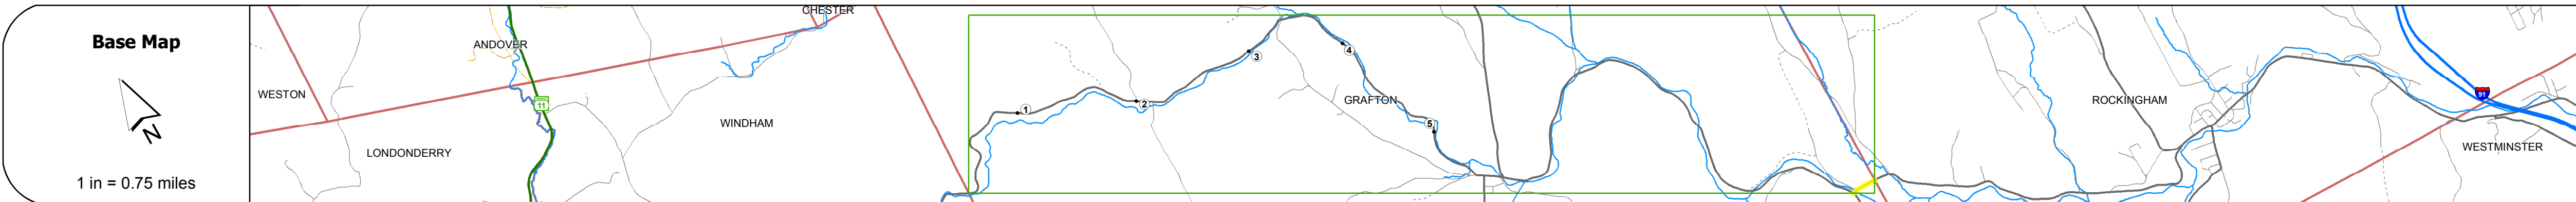 Base Map
N
1 in = 0.75 miles
CHESTER
ANDOVER
WESTON
11
WINDHAM
LONDONDERRY
1
2
3
4
5
GRAFTON
ROCKINGHAM
91
WESTMINSTER